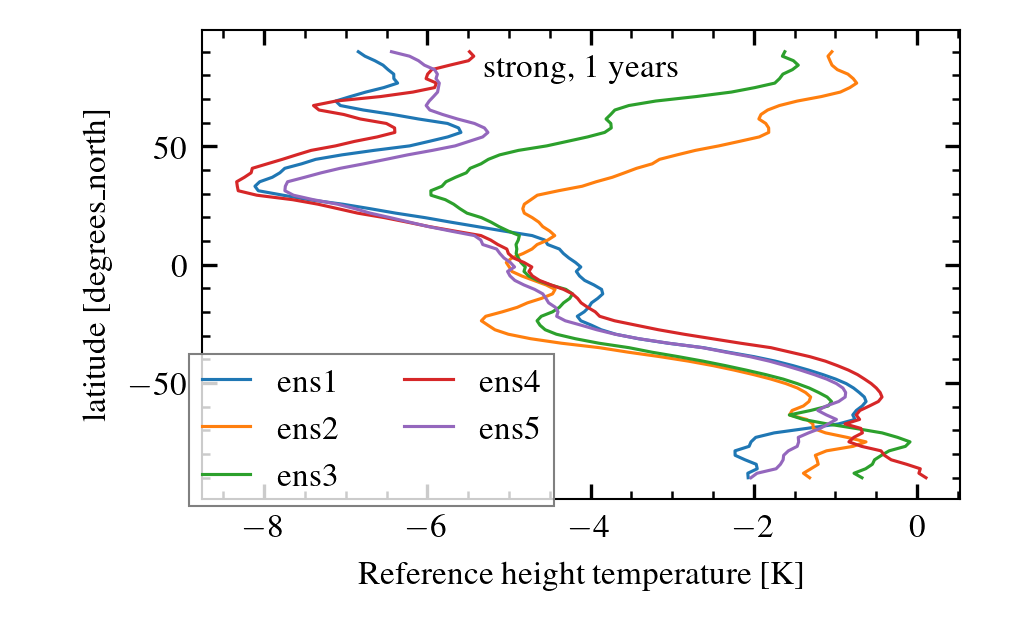 strong, 1 years
latitude [degrees_north]
50
0
−50
ens1
ens2
ens3
ens4
ens5
−8
−6
−4
−2
0
Reference height temperature [K]